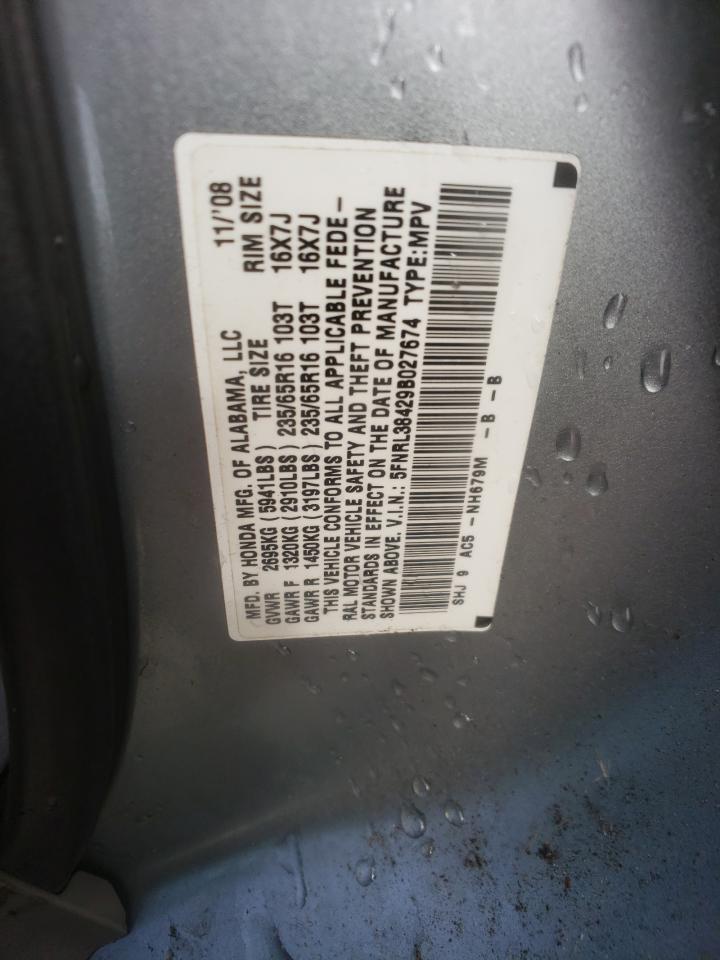 MFD. BY HONDA MFG. OF ALABAMA, LLC 11/'08
GVWR 2695KG (5941LBS) TIRE SIZE RIM SIZE
GAWR F 1320KG (2910LBS) 235/65R16 103T 16X7J
GAWR R 1450KG (3197LBS) 235/65R16 103T 16X7J
THIS VEHICLE CONFORMS TO ALL APPLICABLE FEDE-
RAL MOTOR VEHICLE SAFETY AND THEFT PREVENTION
STANDARDS IN EFFECT ON THE DATE OF MANUFACTURE
SHOWN ABOVE. V.I.N.: 5FNRL38429B027674 TYPE:MPV
SHJ 9 AC5 - NH679M - B - B